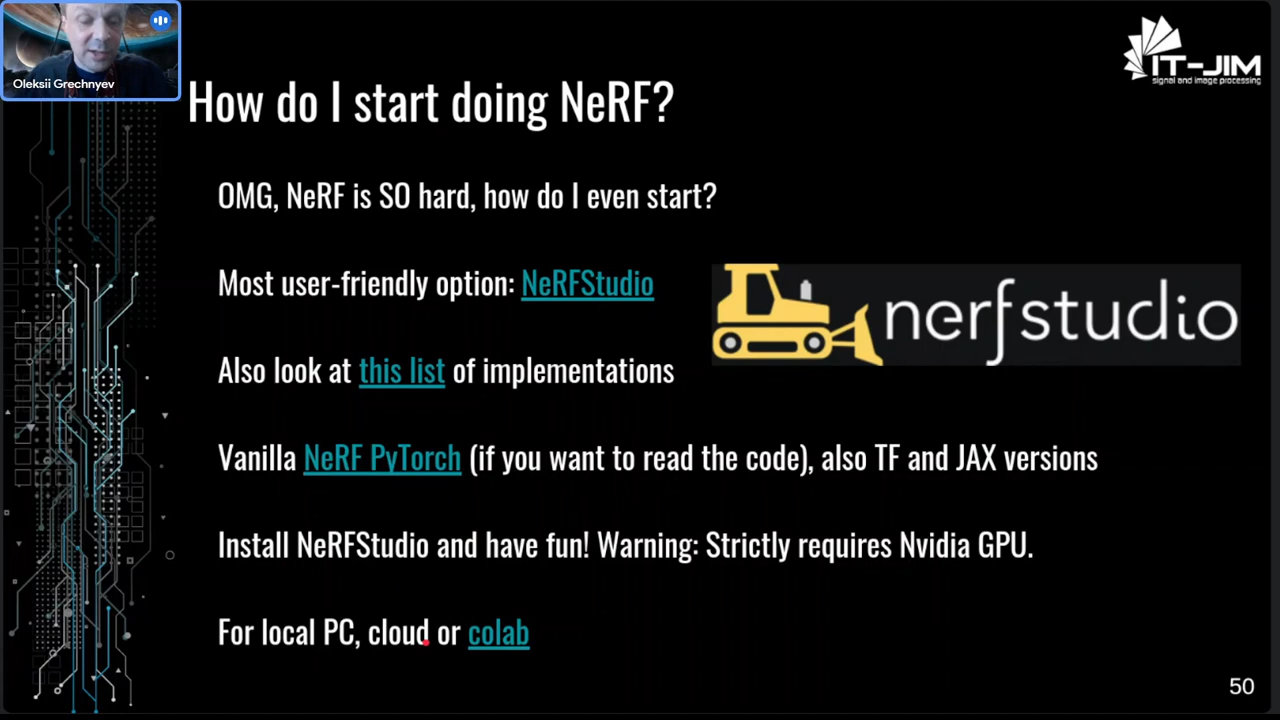 Oleksii Grechnyev
IT-JIM
signal and image processing
How do I start doing NeRF?
OMG, NeRF is SO hard, how do I even start?
Most user-friendly option: NeRFStudio
nerfstudio
Also look at this list of implementations
Vanilla NeRF PyTorch (if you want to read the code), also TF and JAX versions
Install NeRFStudio and have fun! Warning: Strictly requires Nvidia GPU.
For local PC, cloud or colab
50